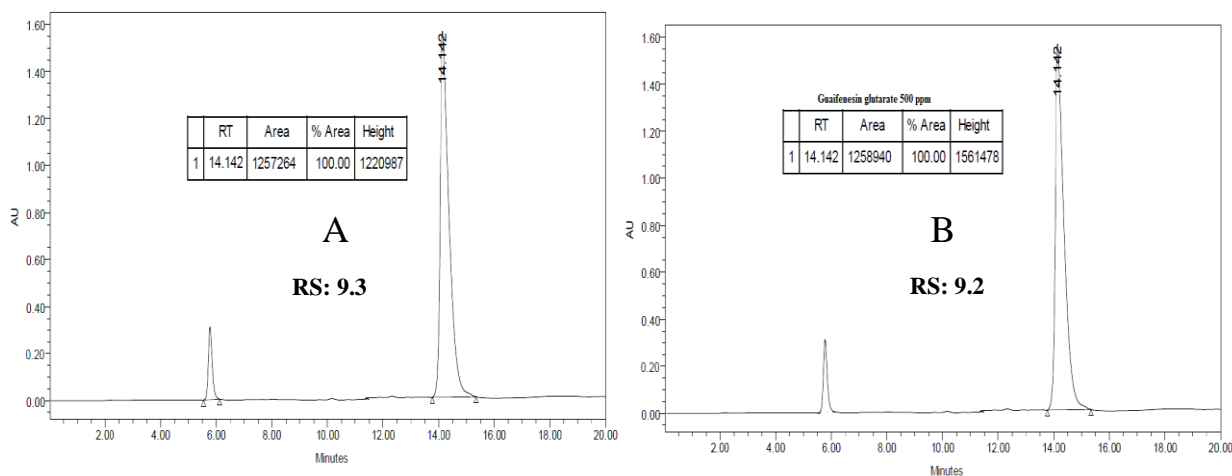 1.60
1.40
1.20
1.00
0.80
0.60
0.40
0.20
0.00
AU
14.142
RT Area % Area Height
1 14.142 1257264 100.00 1220987
A
RS: 9.3
2.00 4.00 6.00 8.00 10.00 12.00 14.00 16.00 18.00 20.00
Minutes
1.60
1.40
1.20
1.00
0.80
0.60
0.40
0.20
0.00
AU
14.142
Guaifenesin glutarate 500 ppm
RT Area % Area Height
1 14.142 1258940 100.00 1561478
B
RS: 9.2
2.00 4.00 6.00 8.00 10.00 12.00 14.00 16.00 18.00 20.00
Minutes